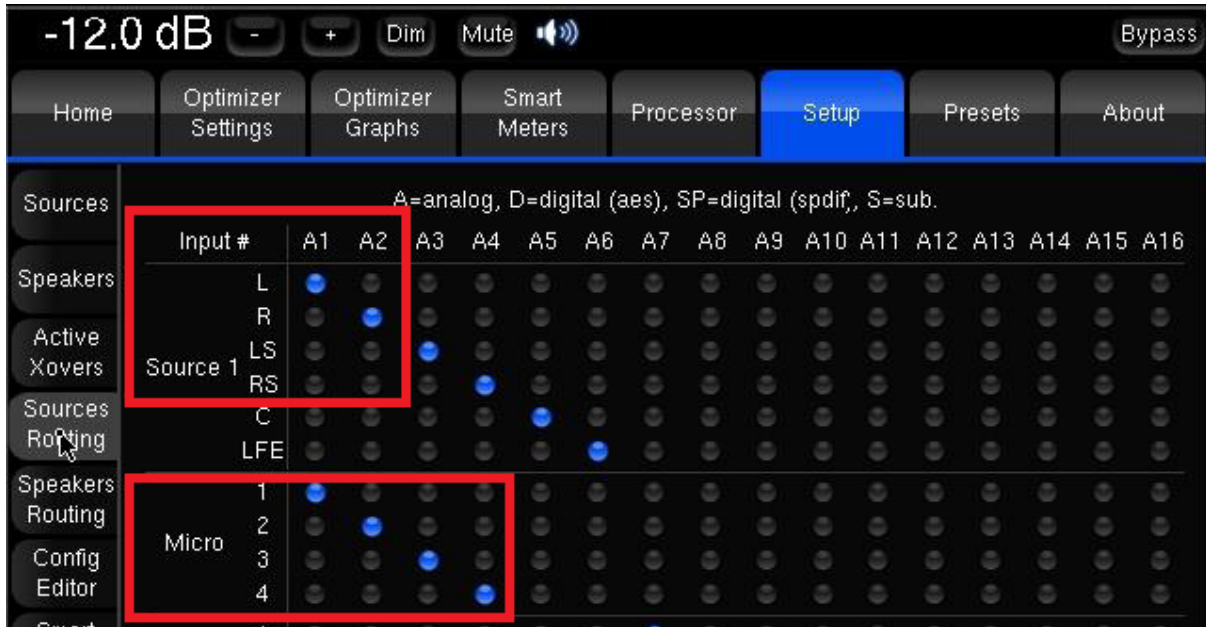 -12.0 dB - + Dim Mute Bypass
Home Optimizer Settings Optimizer Graphs Smart Meters Processor Setup Presets About
Sources
Speakers
Active
Xovers
Sources
Routing
Speakers
Routing
Config
Editor
A=analog, D=digital (aes), SP=digital (spdif), S=sub.
Input # A1 A2 A3 A4 A5 A6 A7 A8 A9 A10 A11 A12 A13 A14 A15 A16
Source 1
L
R
LS
RS
C
LFE
Micro
1
2
3
4